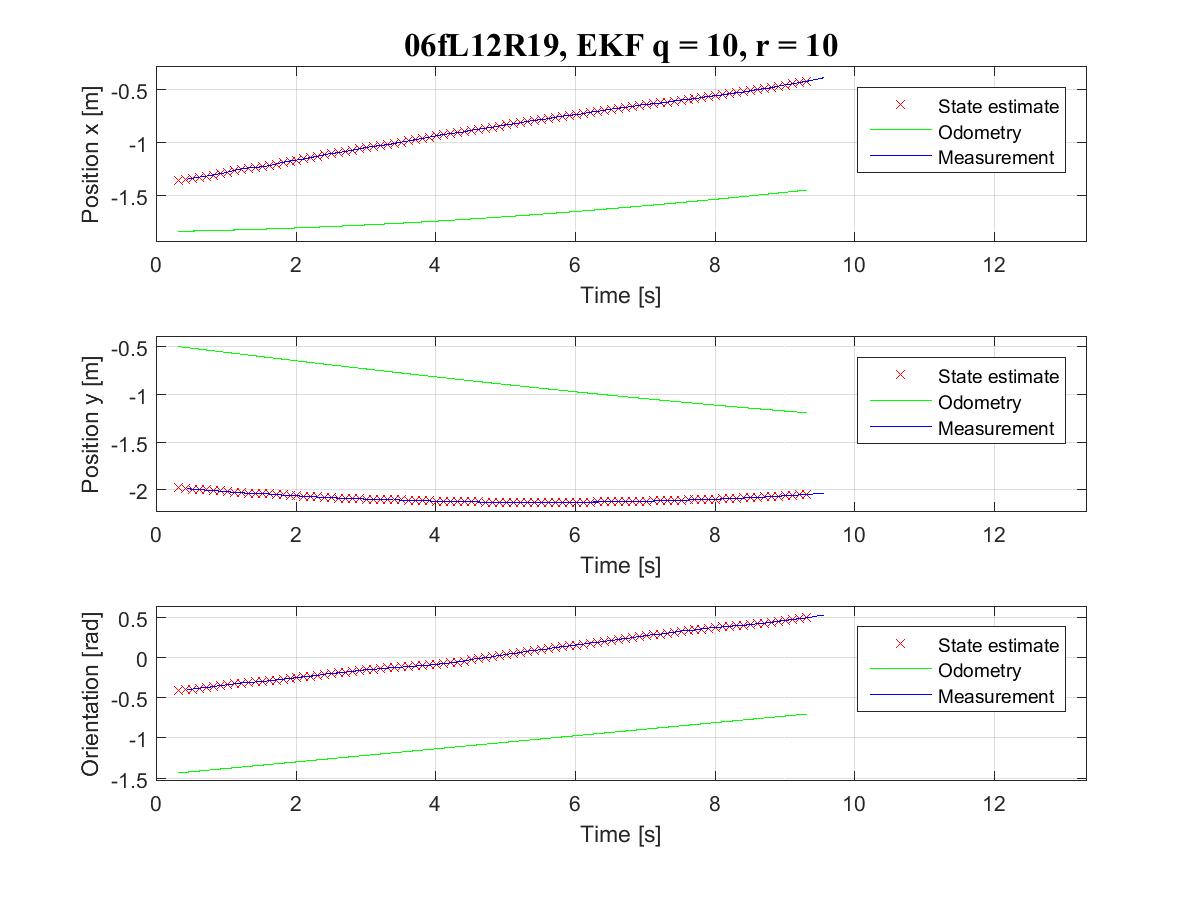 06fL12R19, EKF q = 10, r = 10
Position x [m]
-0.5
-1
-1.5
State estimate
Odometry
Measurement
0 2 4 6 8 10 12
Time [s]
Position y [m]
-0.5
-1
-1.5
-2
State estimate
Odometry
Measurement
0 2 4 6 8 10 12
Time [s]
Orientation [rad]
0.5
0
-0.5
-1
-1.5
State estimate
Odometry
Measurement
0 2 4 6 8 10 12
Time [s]